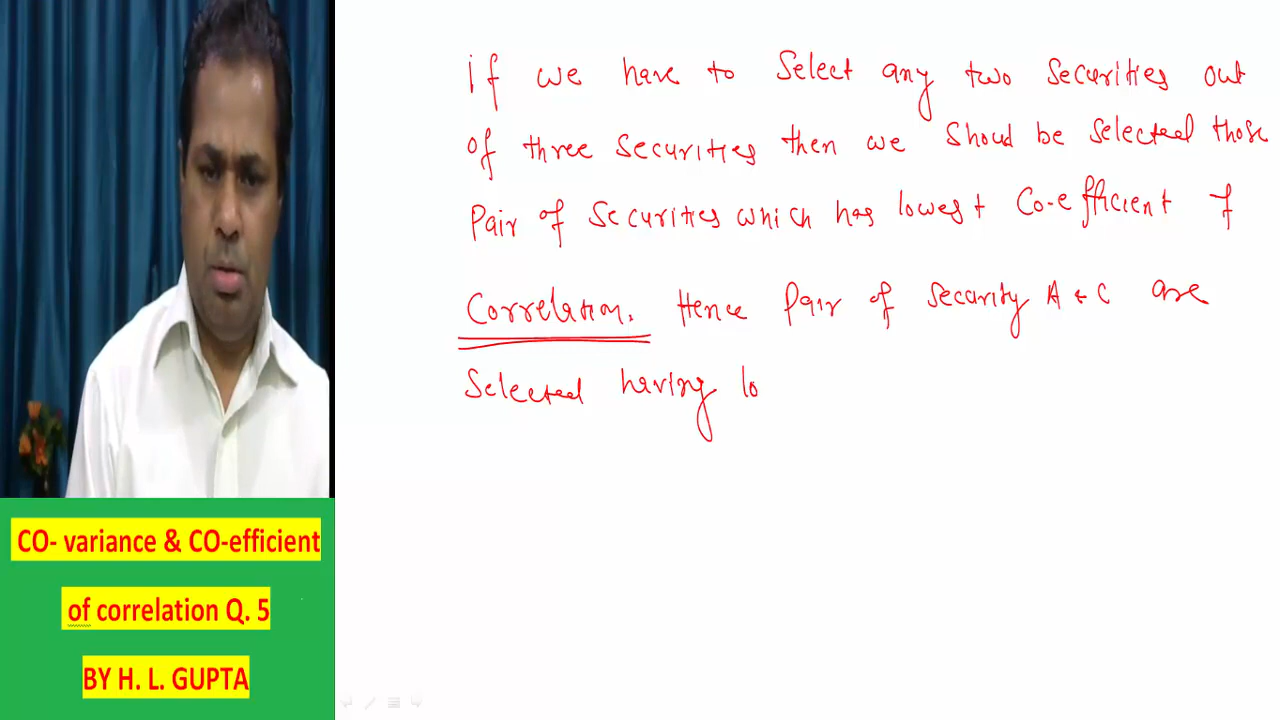 If we have to Select any two Securities out
of three Securities then we Should be Selected those
Pair of Securities which has lowest Co-efficient of
Correlation. Hence Pair of Security A & C are
Selected having lo
CO- variance & CO-efficient
of correlation Q. 5
BY H. L. GUPTA